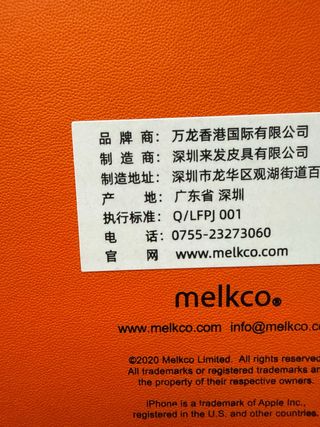 品 牌 商： 万龙香港国际有限公司
制 造 商： 深圳来发皮具有限公司
制造地址： 深圳市龙华区观湖街道百
产 地： 广东省 深圳
执行标准： Q/LFPJ 001
电 话： 0755-23273060
官 网 www.melkco.com
melkco®
www.melkco.com info@melkco.co
©2020 Melkco Limited. All rights reserved
All trademarks or registered trademarks ar
the property of their respective owners.
iPhone is a trademark of Apple Inc.,
registered in the U.S. and other countries.